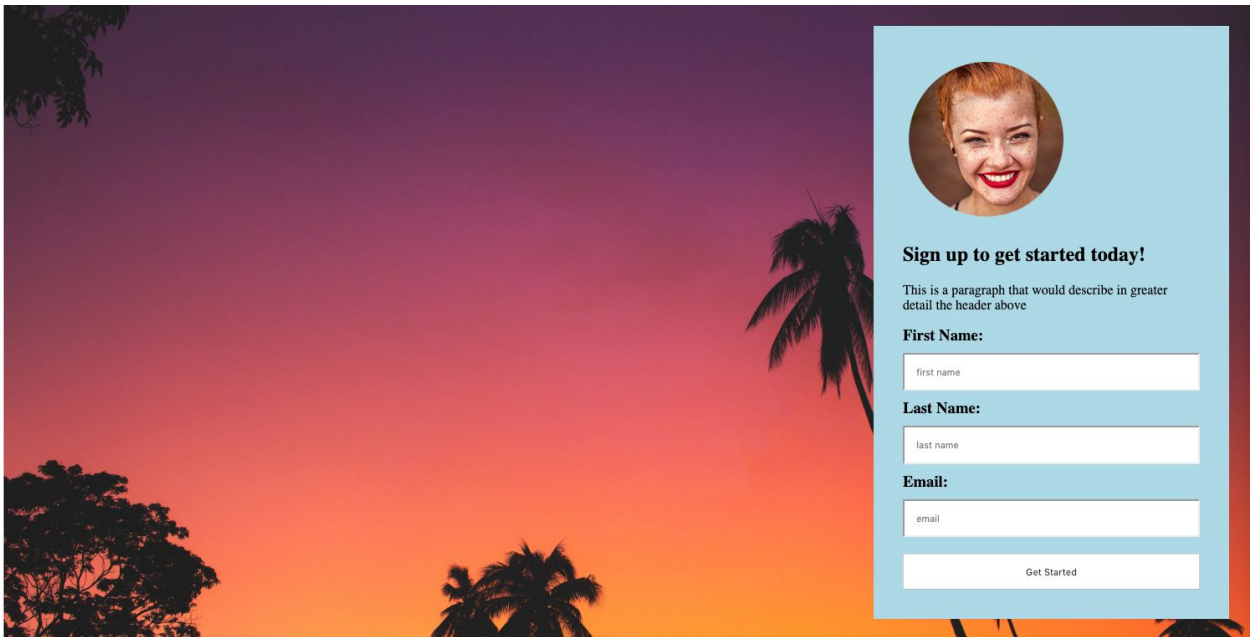 Sign up to get started today!
This is a paragraph that would describe in greater
detail the header above
First Name:
first name
Last Name:
last name
Email:
email
Get Started